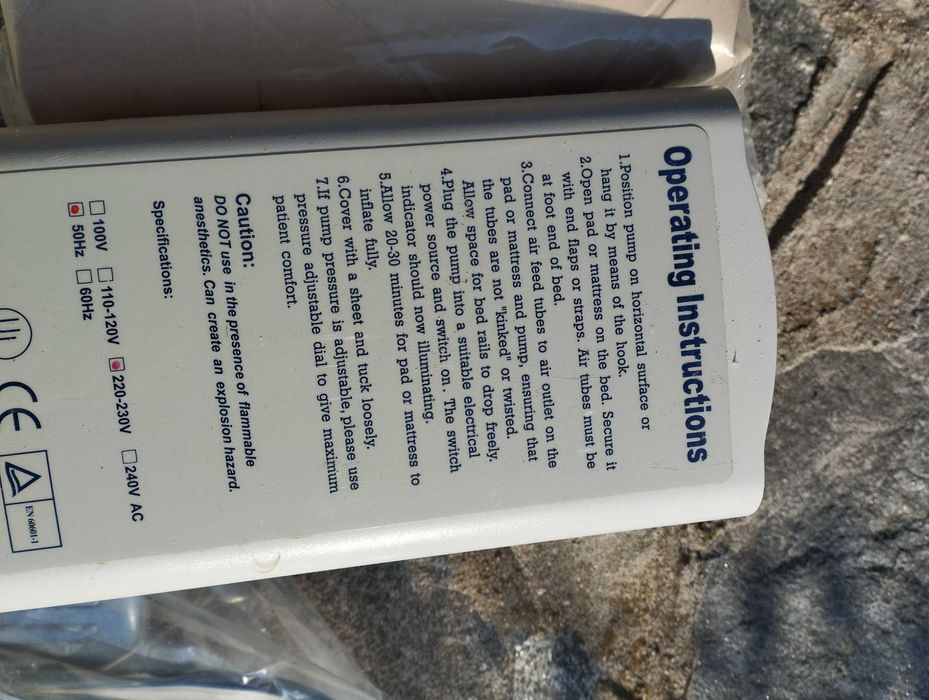 Operating Instructions
1.Position pump on horizontal surface or
hang it by means of the hook.
2.Open pad or mattress on the bed. Secure it
with end flaps or straps. Air tubes must be
at foot end of bed.
3.Connect air feed tubes to air outlet on the
pad or mattress and pump, ensuring that
the tubes are not "kinked" or twisted.
Allow space for bed rails to drop freely.
4.Plug the pump into a suitable electrical
power source and switch on. The switch
indicator should now illuminating.
5.Allow 20-30 minutes for pad or mattress to
inflate fully.
6.Cover with a sheet and tuck loosely.
7.If pump pressure is adjustable,please use
pressure adjustable dial to give maximum
patient comfort.
Caution:
DO NOT use in the presence of flammable
anesthetics. Can create an explosion hazard.
Specifications:
100V 110-120V 220-230V 240V AC
50Hz 60Hz
CE
EN 60601-1